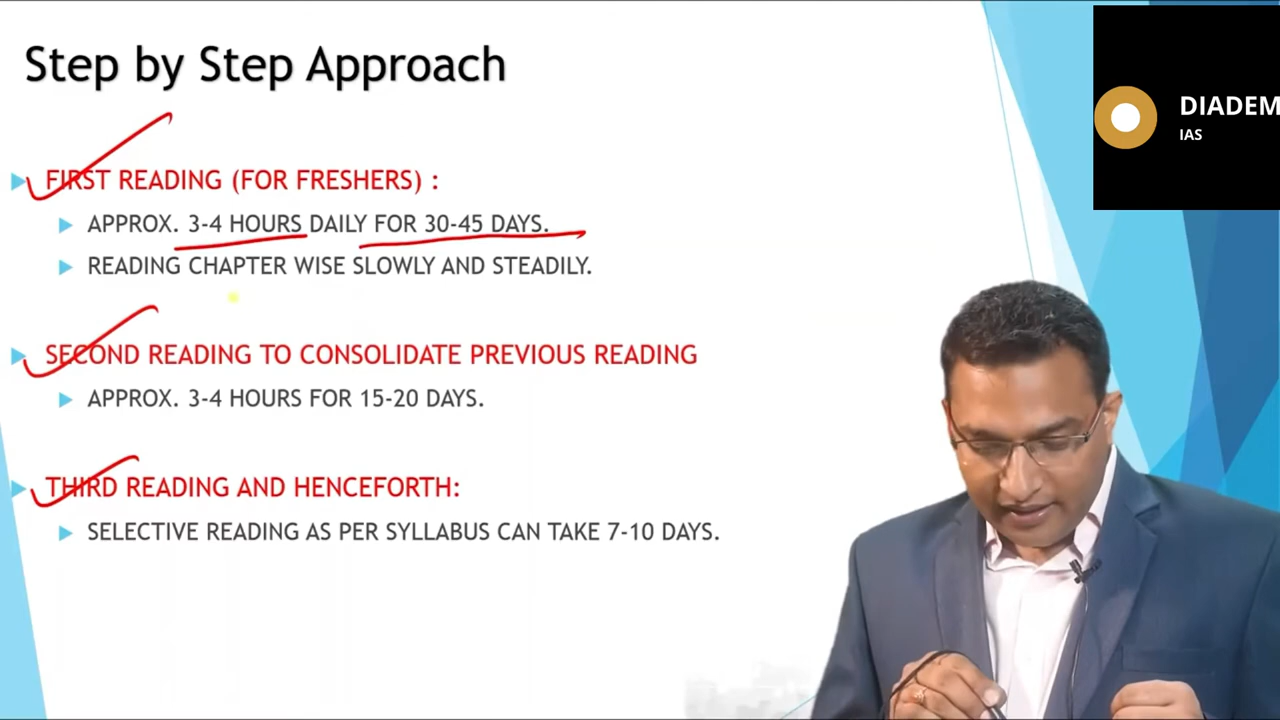 Step by Step Approach
DIADEM
IAS
FIRST READING (FOR FRESHERS) :
APPROX. 3-4 HOURS DAILY FOR 30-45 DAYS.
READING CHAPTER WISE SLOWLY AND STEADILY.
SECOND READING TO CONSOLIDATE PREVIOUS READING
APPROX. 3-4 HOURS FOR 15-20 DAYS.
THIRD READING AND HENCEFORTH:
SELECTIVE READING AS PER SYLLABUS CAN TAKE 7-10 DAYS.